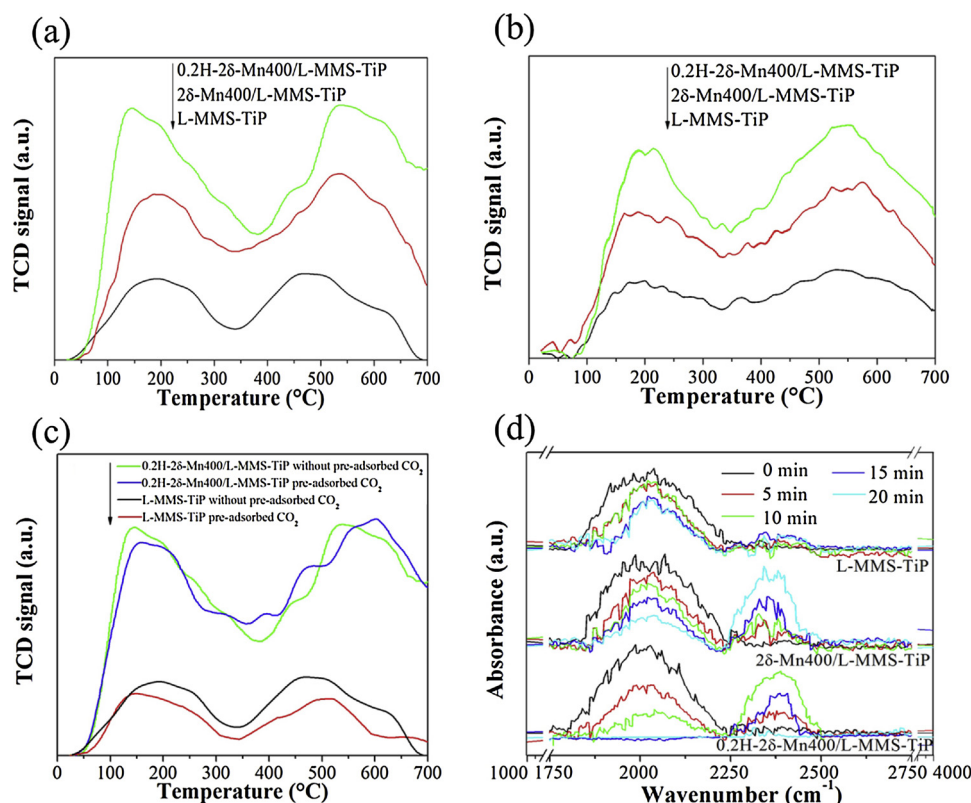 (a)
0.2H-2δ-Mn400/L-MMS-TiP
2δ-Mn400/L-MMS-TiP
L-MMS-TiP
TCD signal (a.u.)
0 100 200 300 400 500 600 700
Temperature (°C)
(b)
0.2H-2δ-Mn400/L-MMS-TiP
2δ-Mn400/L-MMS-TiP
L-MMS-TiP
TCD signal (a.u.)
0 100 200 300 400 500 600 700
Temperature (°C)
(c)
0.2H-2δ-Mn400/L-MMS-TiP without pre-adsorbed CO2
0.2H-2δ-Mn400/L-MMS-TiP pre-adsorbed CO2
L-MMS-TiP without pre-adsorbed CO2
L-MMS-TiP pre-adsorbed CO2
TCD signal (a.u.)
0 100 200 300 400 500 600 700
Temperature (°C)
(d)
0 min 15 min
5 min 20 min
10 min
L-MMS-TiP
2δ-Mn400/L-MMS-TiP
0.2H-2δ-Mn400/L-MMS-TiP
Absorbance (a.u.)
1000 1750 2000 2250 2500 2750 4000
Wavenumber (cm-1)